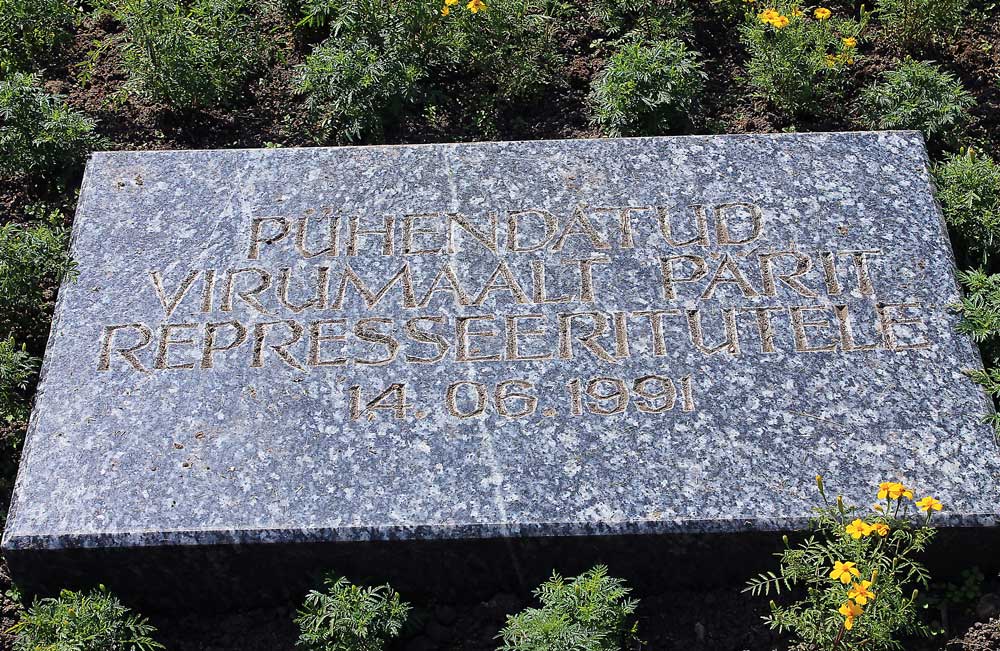 PÜHENDATUD
VIRUMAALT PÄRIT
REPRESSEERITUTELE
14.06.1991